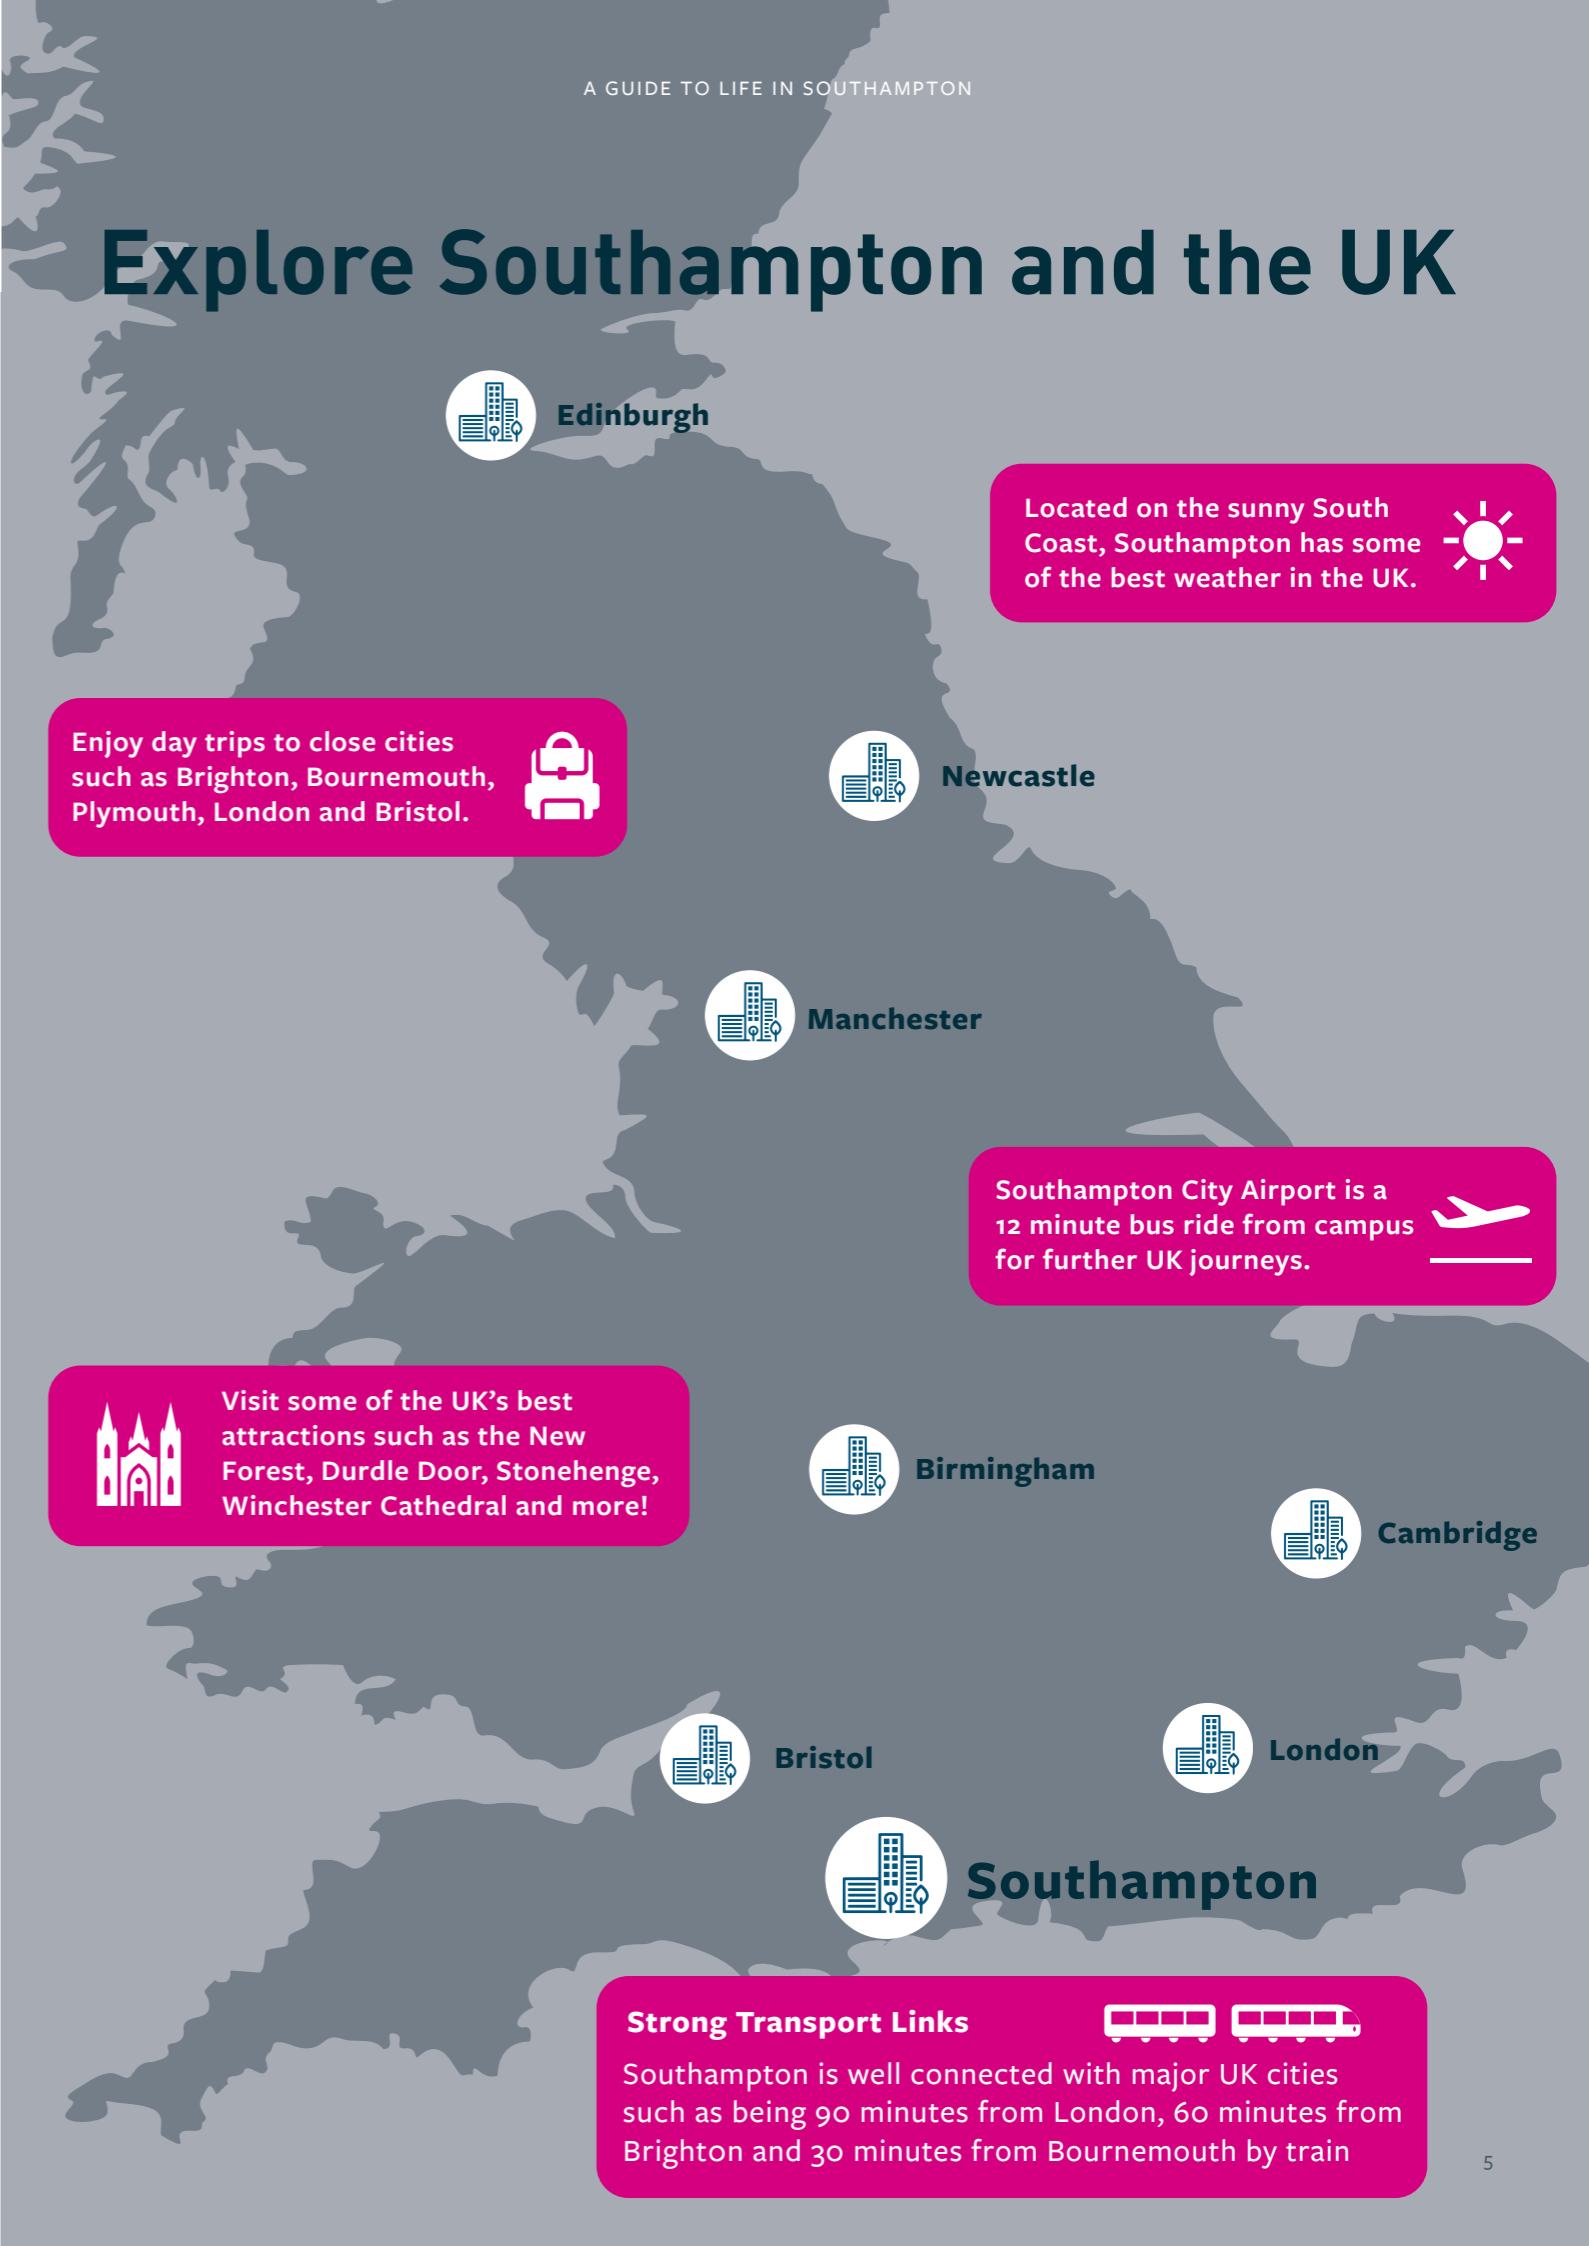 A GUIDE TO LIFE IN SOUTHAMPTON
Explore Southampton and the UK
Edinburgh
Located on the sunny South
Coast, Southampton has some
of the best weather in the UK.
Enjoy day trips to close cities
such as Brighton, Bournemouth,
Plymouth, London and Bristol.
Newcastle
Manchester
Southampton City Airport is a
12 minute bus ride from campus
for further UK journeys.
Visit some of the UK’s best
attractions such as the New
Forest, Durdle Door, Stonehenge,
Winchester Cathedral and more!
Birmingham
Cambridge
Bristol
London
Southampton
Strong Transport Links
Southampton is well connected with major UK cities
such as being 90 minutes from London, 60 minutes from
Brighton and 30 minutes from Bournemouth by train
5